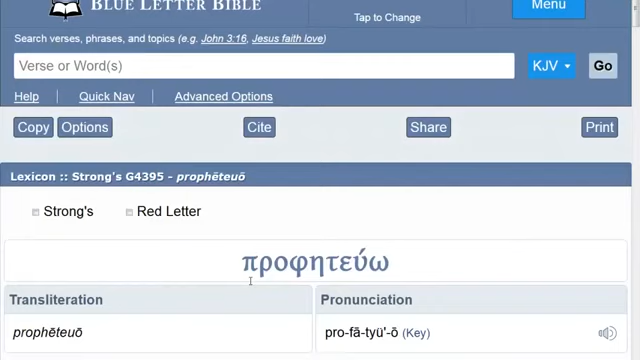 BLUE LETTER BIBLE
Tap to Change
Menu
Search verses, phrases, and topics (e.g. John 3:16, Jesus faith love)
Verse or Word(s)
KJV
Go
Help
Quick Nav
Advanced Options
Copy
Options
Cite
Share
Print
Lexicon :: Strong's G4395 - prophēteuō
Strong's
Red Letter
προφητεύω
Transliteration
Pronunciation
prophēteuō
pro-fā-tyü'-ō (Key)